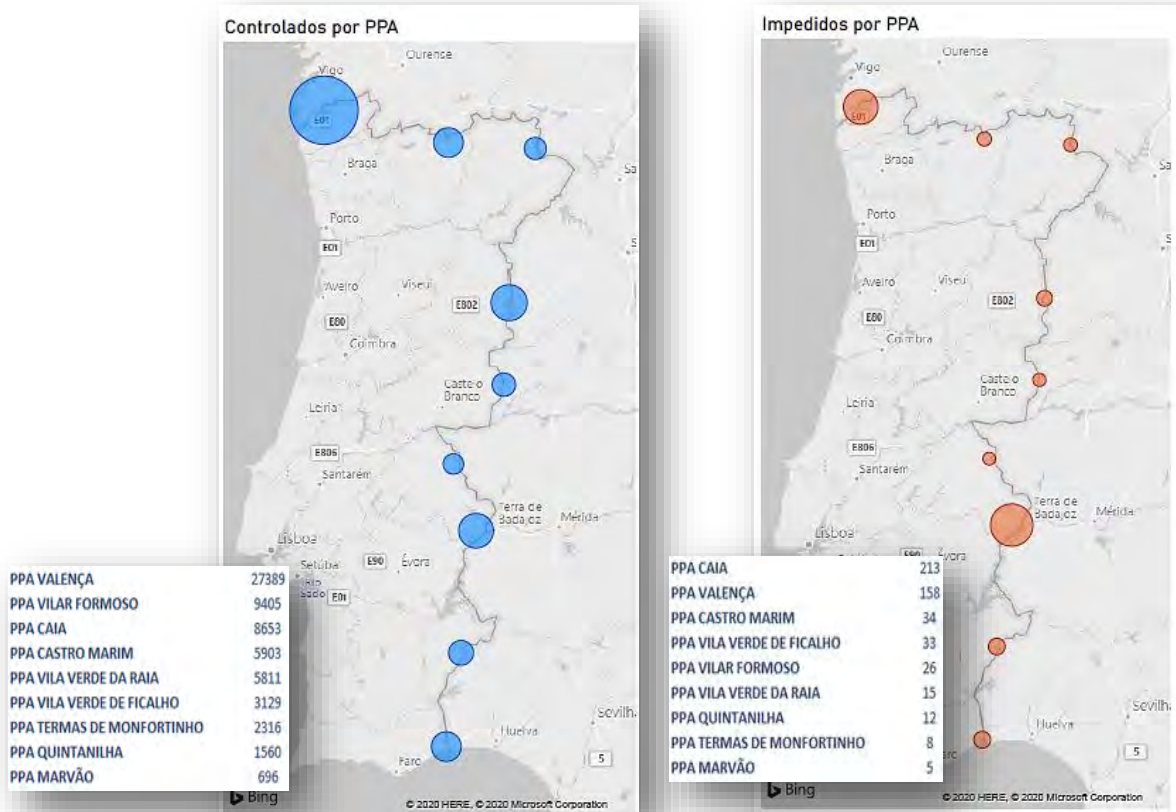 Controlados por PPA
Ourense
Vigo
E01
Braga
Porto
E01
Aveiro
Viseu
E802
E80
Coimbra
Castelo
Branco
Leiria
E806
Santarém
Terra de
Badajoz
Mérida
Lisboa
Setúbal
E90
Évora
Rio
Sado
E01
Huelva
Faro
Bing
© 2020 HERE, © 2020 Microsoft Corporation
PPA VALENÇA 27389
PPA VILAR FORMOSO 9405
PPA CAIA 8653
PPA CASTRO MARIM 5903
PPA VILA VERDE DA RAIA 5811
PPA VILA VERDE DE FICALHO 3129
PPA TERMAS DE MONFORTINHO 2316
PPA QUINTANILHA 1560
PPA MARVÃO 696
Impedidos por PPA
Ourense
Vigo
E01
Braga
Porto
E01
Aveiro
Viseu
E802
E80
Coimbra
Castelo
Branco
Leiria
E806
Santarém
Terra de
Badajoz
Mérida
Lisboa
Évora
Sevilh
Huelva
5
Bing
© 2020 HERE, © 2020 Microsoft Corporation
PPA CAIA 213
PPA VALENÇA 158
PPA CASTRO MARIM 34
PPA VILA VERDE DE FICALHO 33
PPA VILAR FORMOSO 26
PPA VILA VERDE DA RAIA 15
PPA QUINTANILHA 12
PPA TERMAS DE MONFORTINHO 8
PPA MARVÃO 5